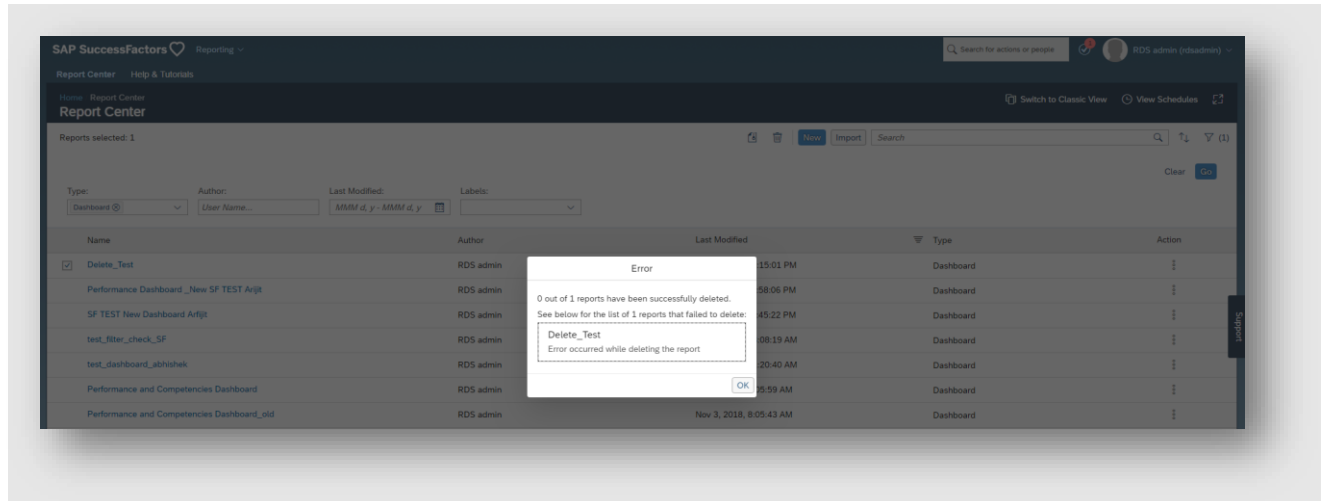 SAP SuccessFactors Reporting
Search for actions or people
RDS admin (rdsadmin)
Report Center Help & Tutorials
Home Report Center
Report Center
Switch to Classic View View Schedules
Reports selected: 1
New Import Search (1)
Clear Go
Type: Author: Last Modified: Labels:
Dashboard User Name... MMM d, y - MMM d, y
Name Author Last Modified Type Action
Delete_Test RDS admin :15:01 PM Dashboard
Performance Dashboard _New SF TEST Arijit RDS admin :58:06 PM Dashboard
SF TEST New Dashboard Arfijit RDS admin :45:22 PM Dashboard
test_filter_check_SF RDS admin :08:19 AM Dashboard
test_dashboard_abhishek RDS admin :20:40 AM Dashboard
Performance and Competencies Dashboard RDS admin 05:59 AM Dashboard
Performance and Competencies Dashboard_old RDS admin Nov 3, 2018, 8:05:43 AM Dashboard
Error
0 out of 1 reports have been successfully deleted.
See below for the list of 1 reports that failed to delete:
Delete_Test
Error occurred while deleting the report
OK
Support